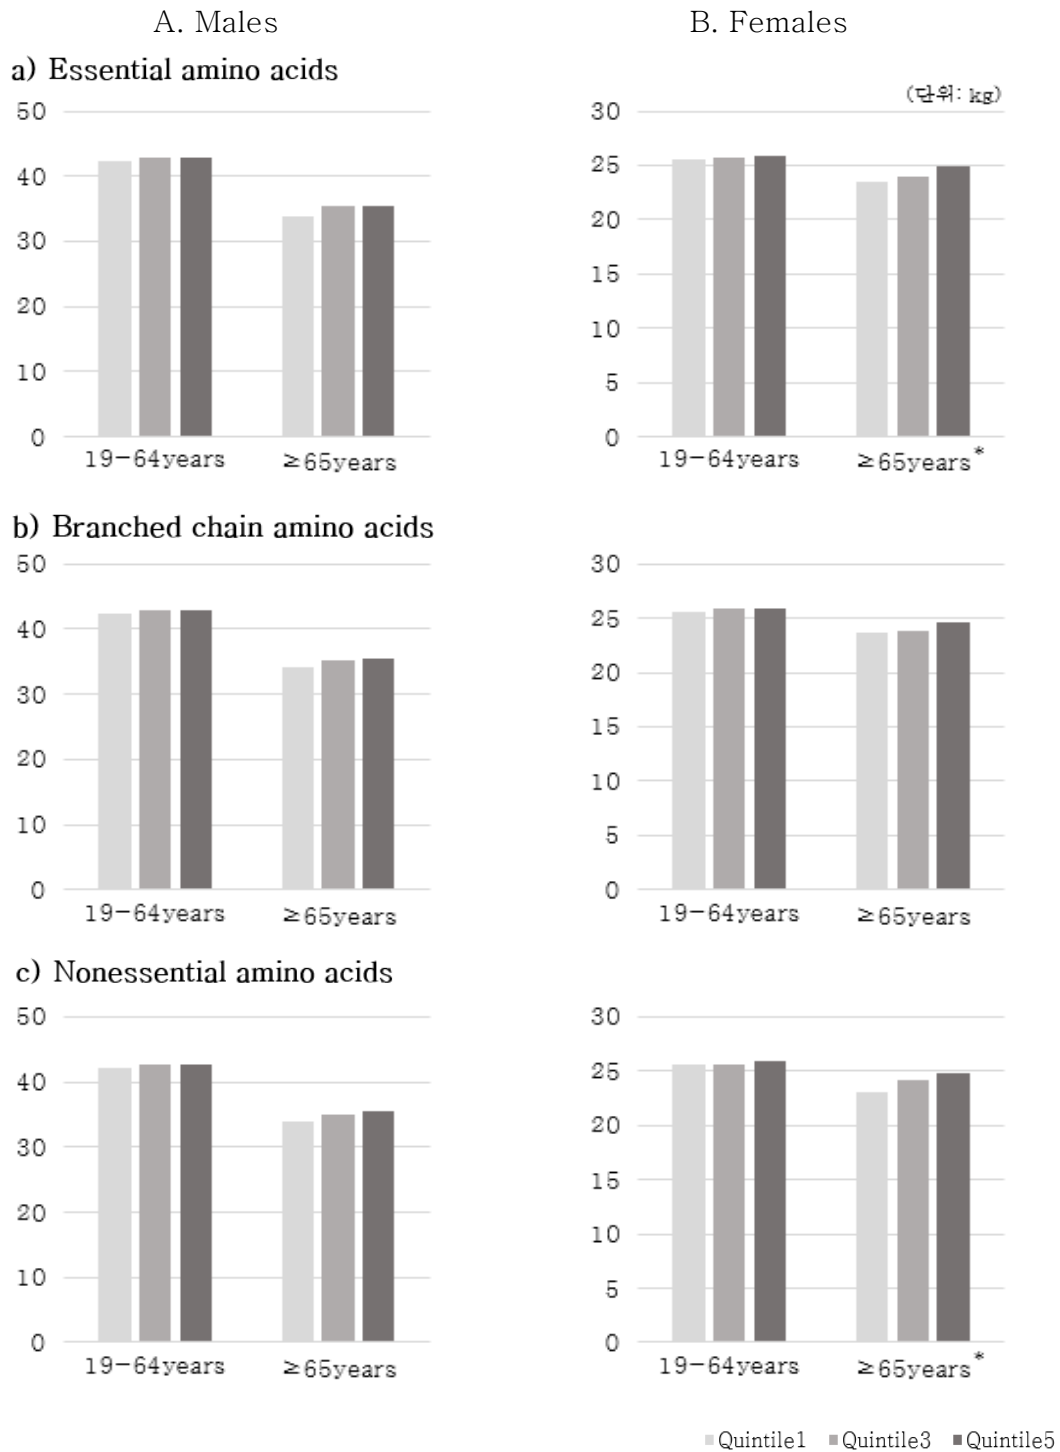 A. Males
B. Females
a) Essential amino acids
(단위: kg)
50
40
30
20
10
0
19-64years
≥65years
30
25
20
15
10
5
0
19-64years
≥65years*
b) Branched chain amino acids
50
40
30
20
10
0
19-64years
≥65years
30
25
20
15
10
5
0
19-64years
≥65years
c) Nonessential amino acids
50
40
30
20
10
0
19-64years
≥65years
30
25
20
15
10
5
0
19-64years
≥65years*
Quintile1 Quintile3 Quintile5